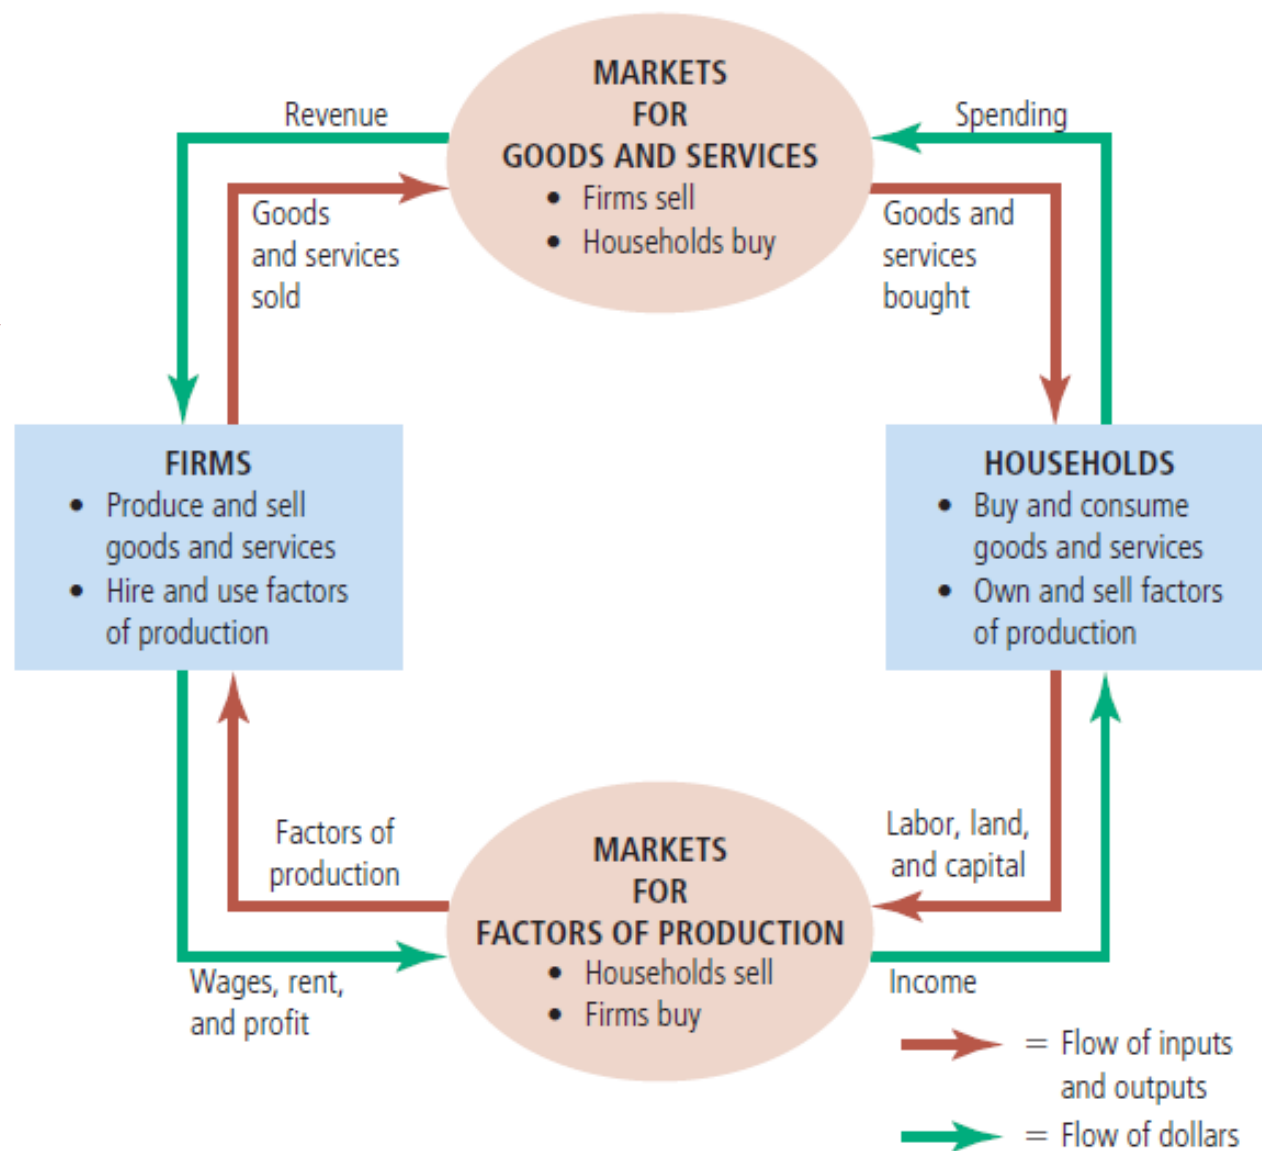 MARKETS
FOR
GOODS AND SERVICES
• Firms sell
• Households buy
Revenue
Spending
Goods
and services
sold
Goods and
services
bought
FIRMS
• Produce and sell
goods and services
• Hire and use factors
of production
HOUSEHOLDS
• Buy and consume
goods and services
• Own and sell factors
of production
Factors of
production
Labor, land,
and capital
MARKETS
FOR
FACTORS OF PRODUCTION
• Households sell
• Firms buy
Wages, rent,
and profit
Income
= Flow of inputs
and outputs
= Flow of dollars